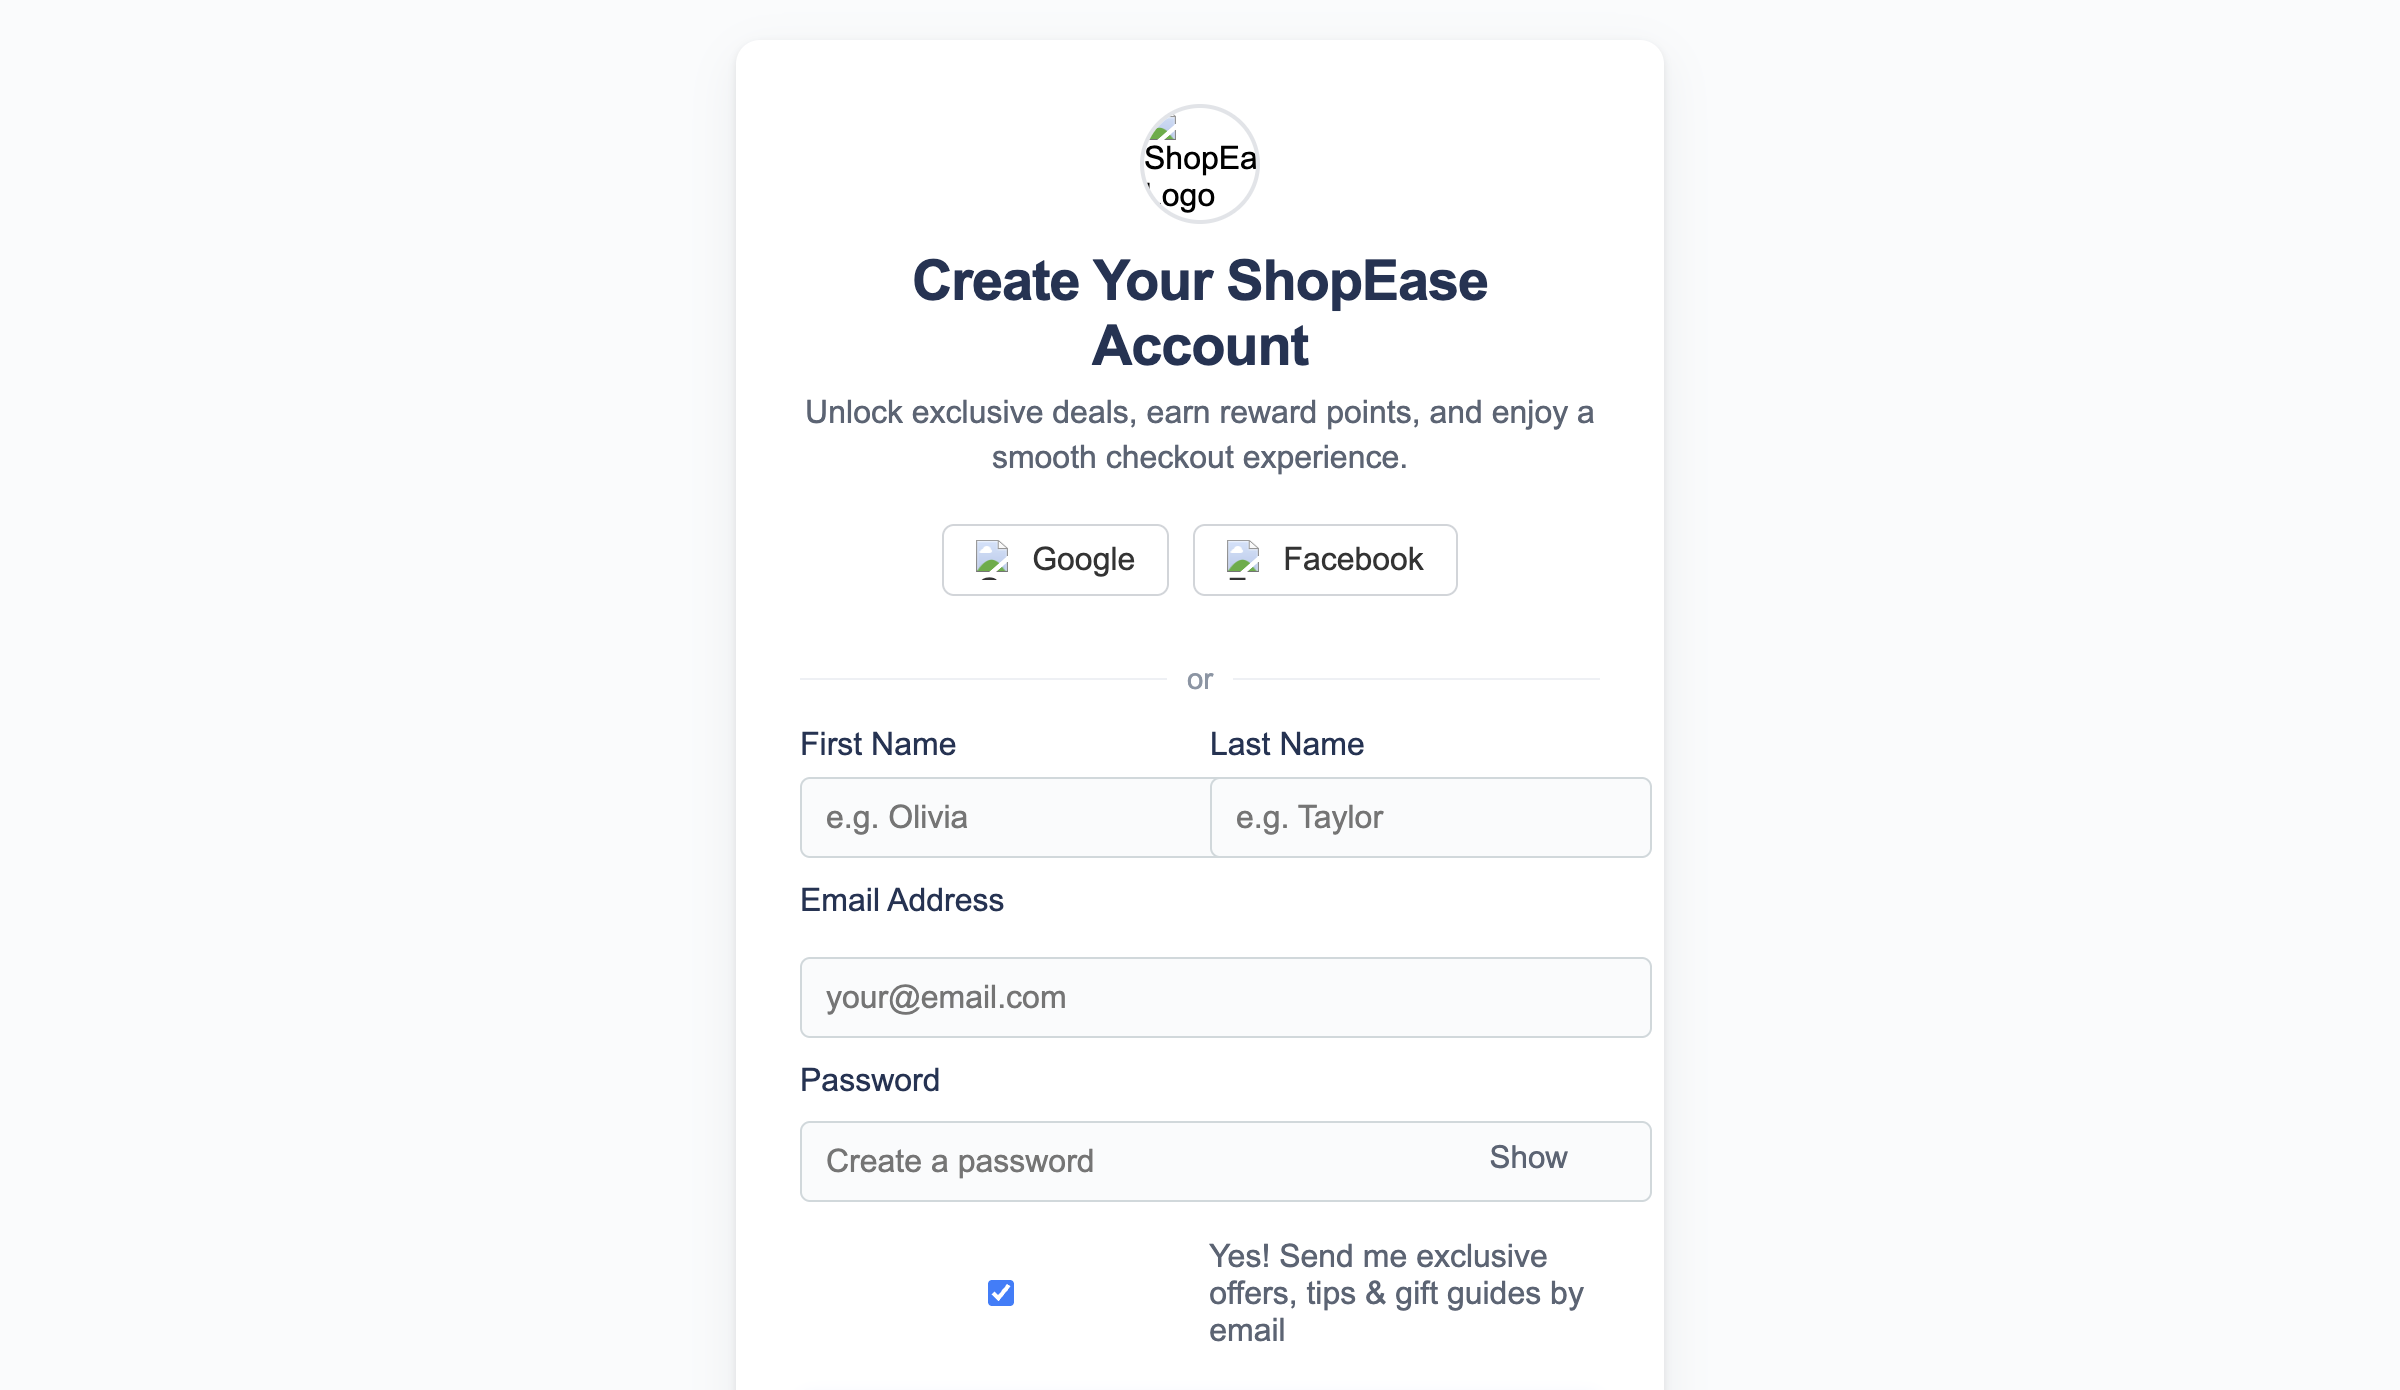 ShopEa
Logo
Create Your ShopEase
Account
Unlock exclusive deals, earn reward points, and enjoy a
smooth checkout experience.
Google
Facebook
or
First Name
Last Name
e.g. Olivia
e.g. Taylor
Email Address
your@email.com
Password
Create a password
Show
Yes! Send me exclusive
offers, tips & gift guides by
email